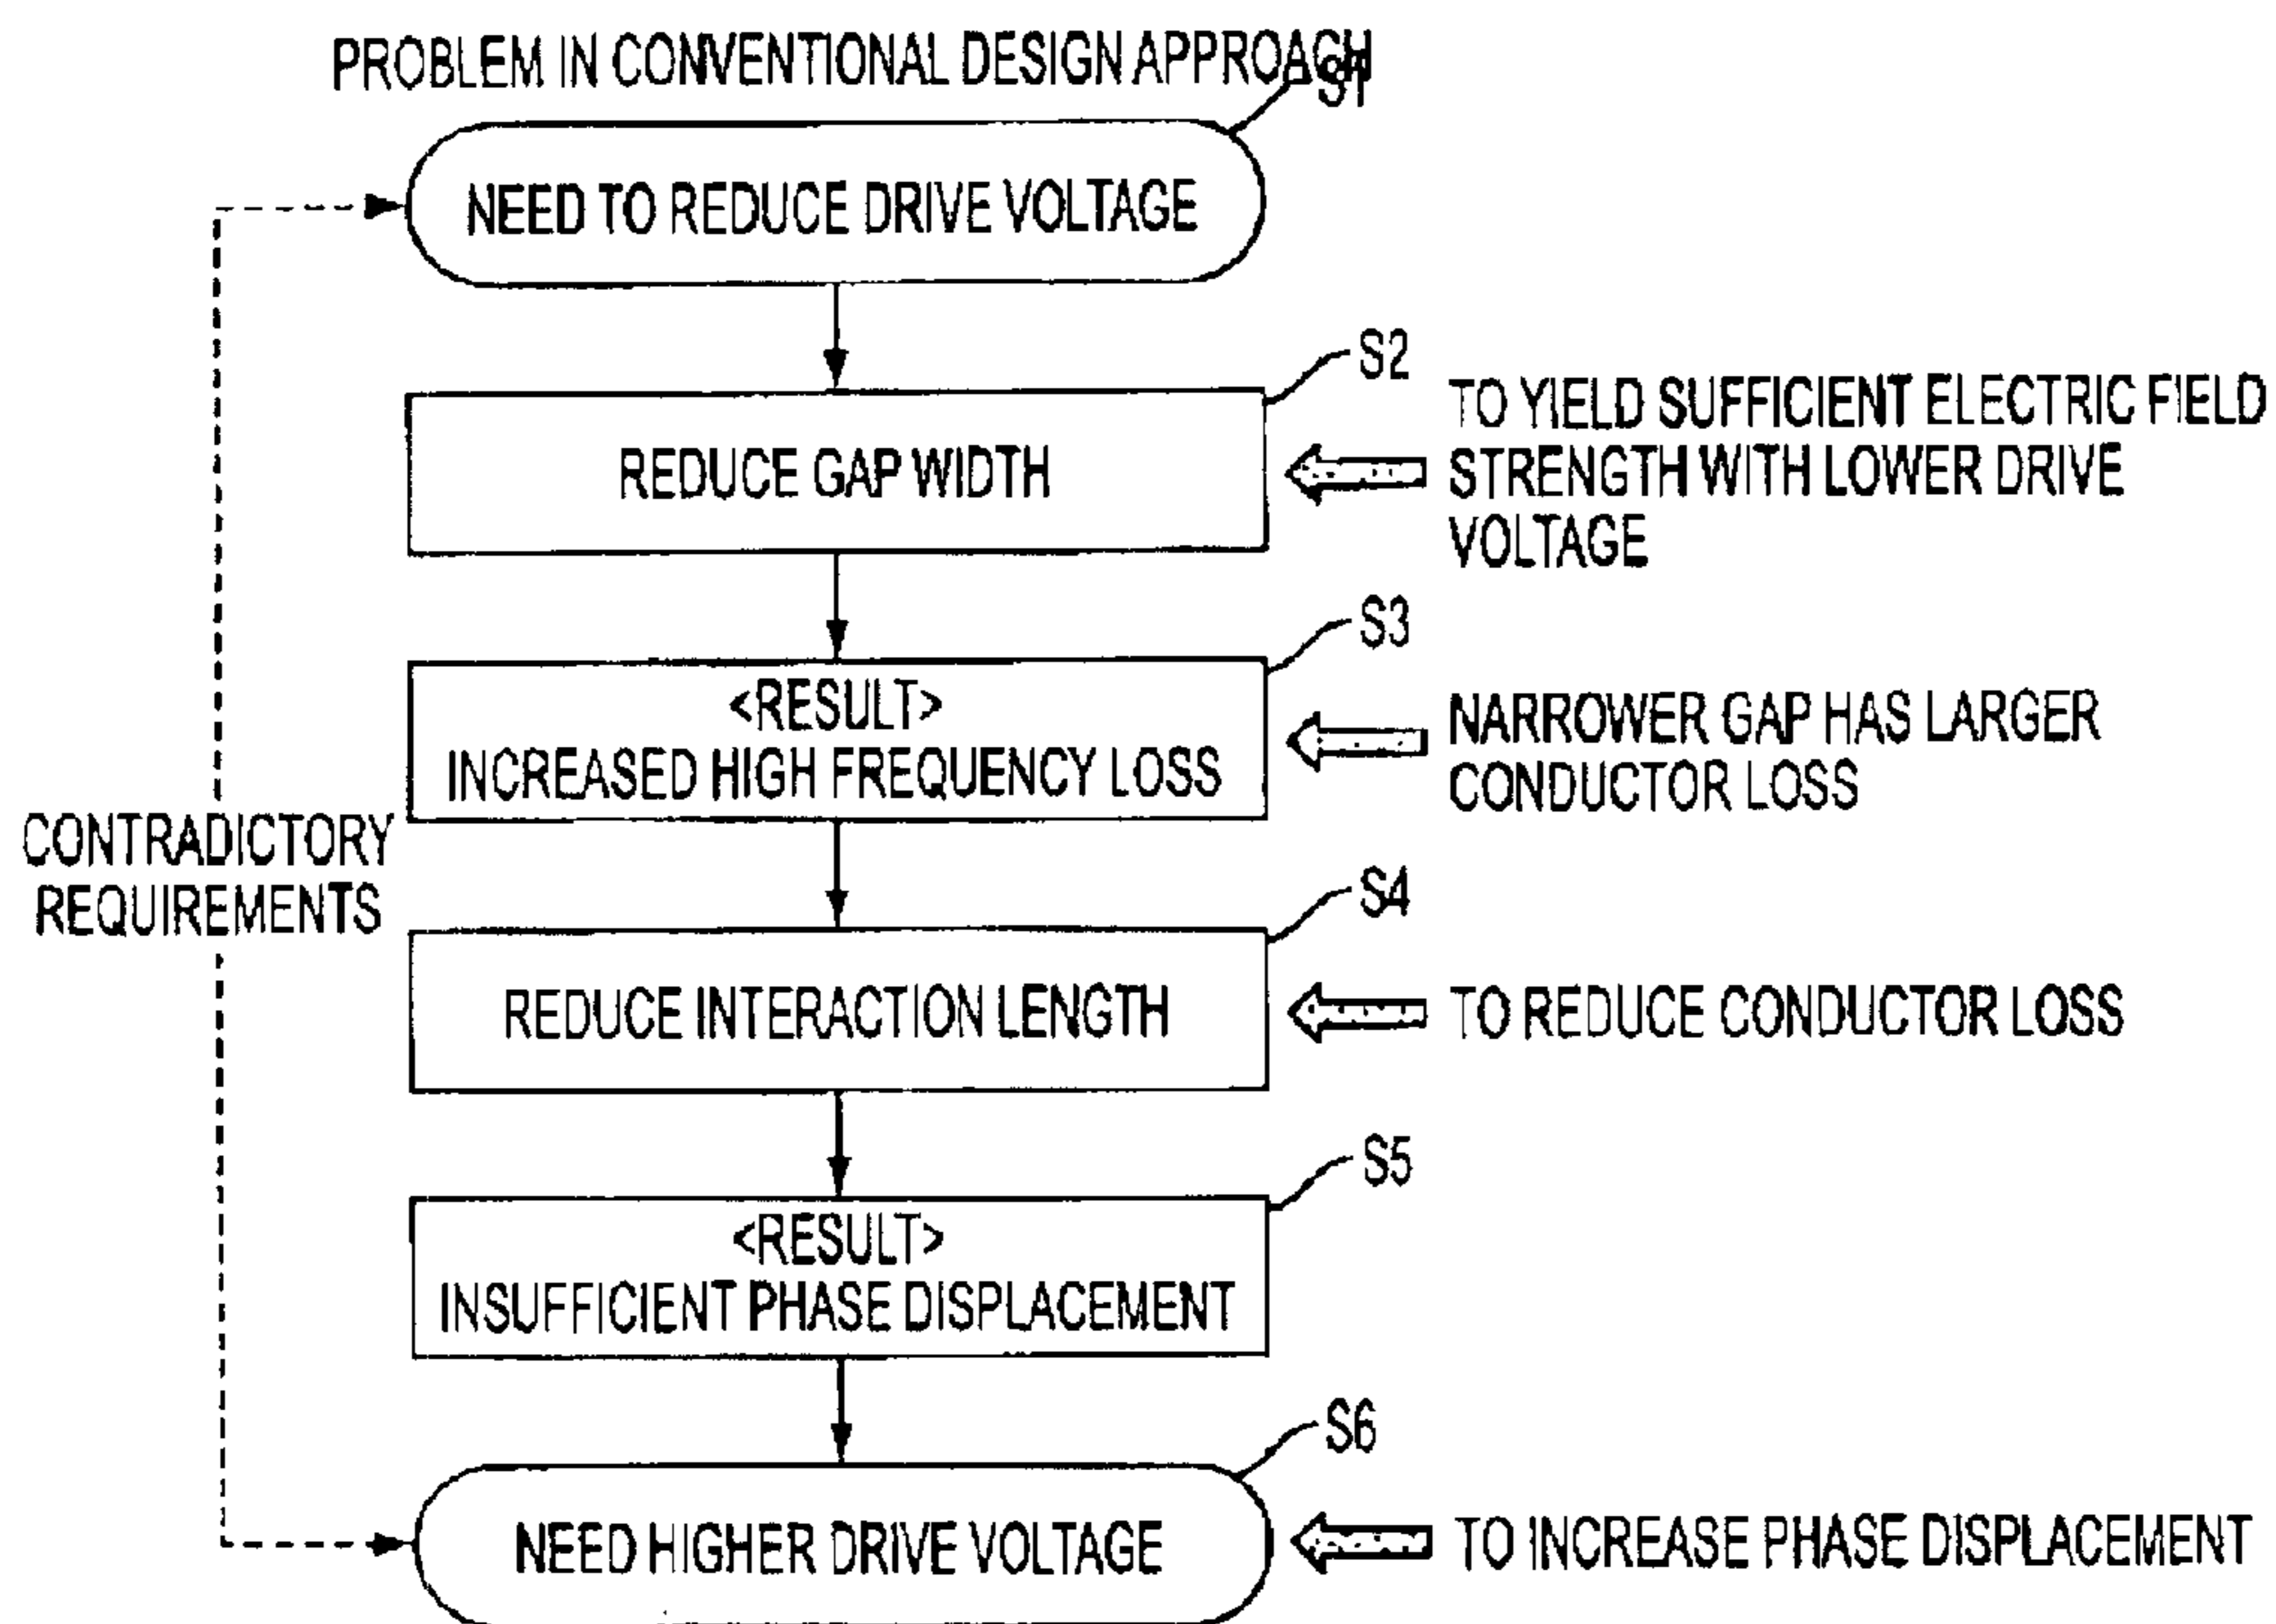 PROBLEM IN CONVENTIONAL DESIGN APPROACH
S1
NEED TO REDUCE DRIVE VOLTAGE
S2
REDUCE GAP WIDTH
TO YIELD SUFFICIENT ELECTRIC FIELD
STRENGTH WITH LOWER DRIVE
VOLTAGE
S3
<RESULT>
INCREASED HIGH FREQUENCY LOSS
NARROWER GAP HAS LARGER
CONDUCTOR LOSS
CONTRADICTORY
REQUIREMENTS
S4
REDUCE INTERACTION LENGTH
TO REDUCE CONDUCTOR LOSS
S5
<RESULT>
INSUFFICIENT PHASE DISPLACEMENT
S6
NEED HIGHER DRIVE VOLTAGE
TO INCREASE PHASE DISPLACEMENT